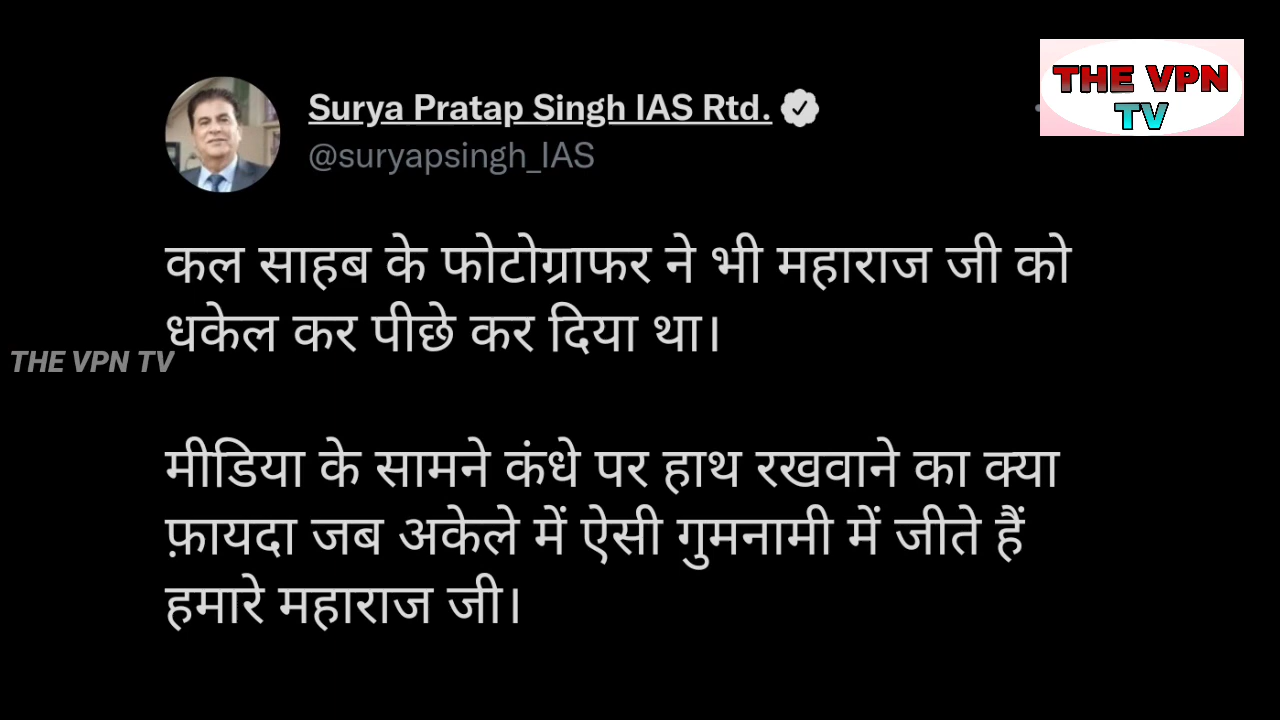 THE VPN
TV
Surya Pratap Singh IAS Rtd.
@suryapsingh_IAS
कल साहब के फोटोग्राफर ने भी महाराज जी को
धकेल कर पीछे कर दिया था।
THE VPN TV
मीडिया के सामने कंधे पर हाथ रखवाने का क्या
फ़ायदा जब अकेले में ऐसी गुमनामी में जीते हैं
हमारे महाराज जी।